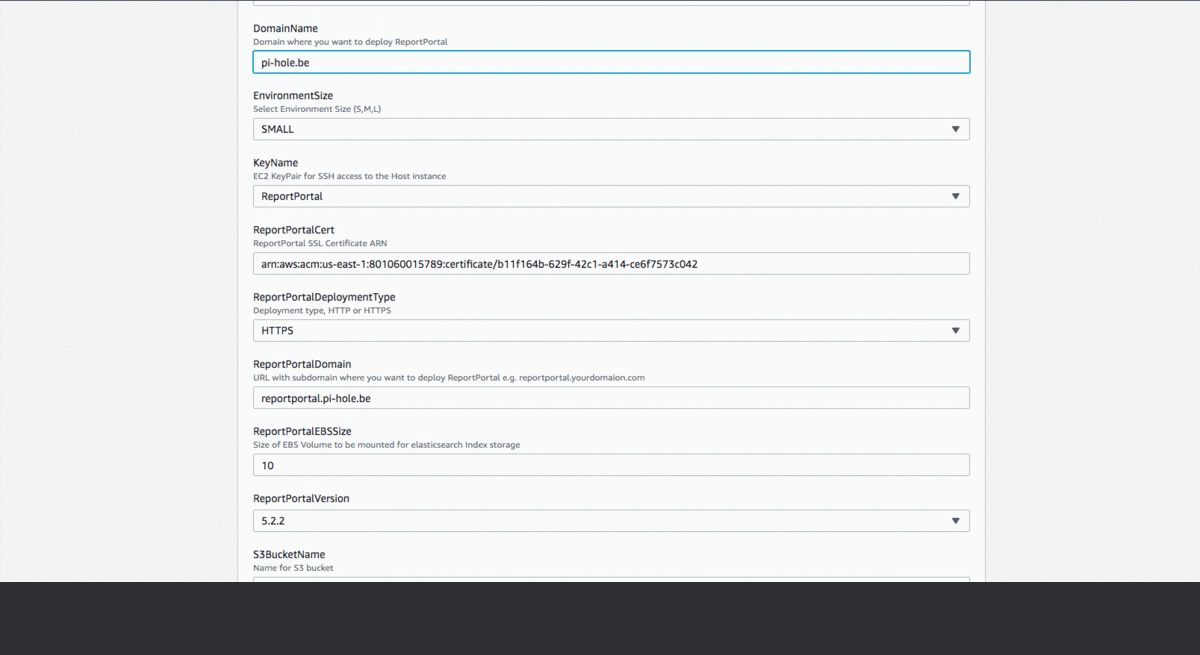 DomainName
Domain where you want to deploy ReportPortal
pi-hole.be
EnvironmentSize
Select Environment Size (S,M,L)
SMALL
KeyName
EC2 KeyPair for SSH access to the Host instance
ReportPortal
ReportPortalCert
ReportPortal SSL Certificate ARN
arn:aws:acm:us-east-1:801060015789:certificate/b11f164b-629f-42c1-a414-ce6f7573c042
ReportPortalDeploymentType
Deployment type, HTTP or HTTPS
HTTPS
ReportPortalDomain
URL with subdomain where you want to deploy ReportPortal e.g. reportportal.yourdomaion.com
reportportal.pi-hole.be
ReportPortalEBSSize
Size of EBS Volume to be mounted for elasticsearch Index storage
10
ReportPortalVersion
5.2.2
S3BucketName
Name for S3 bucket